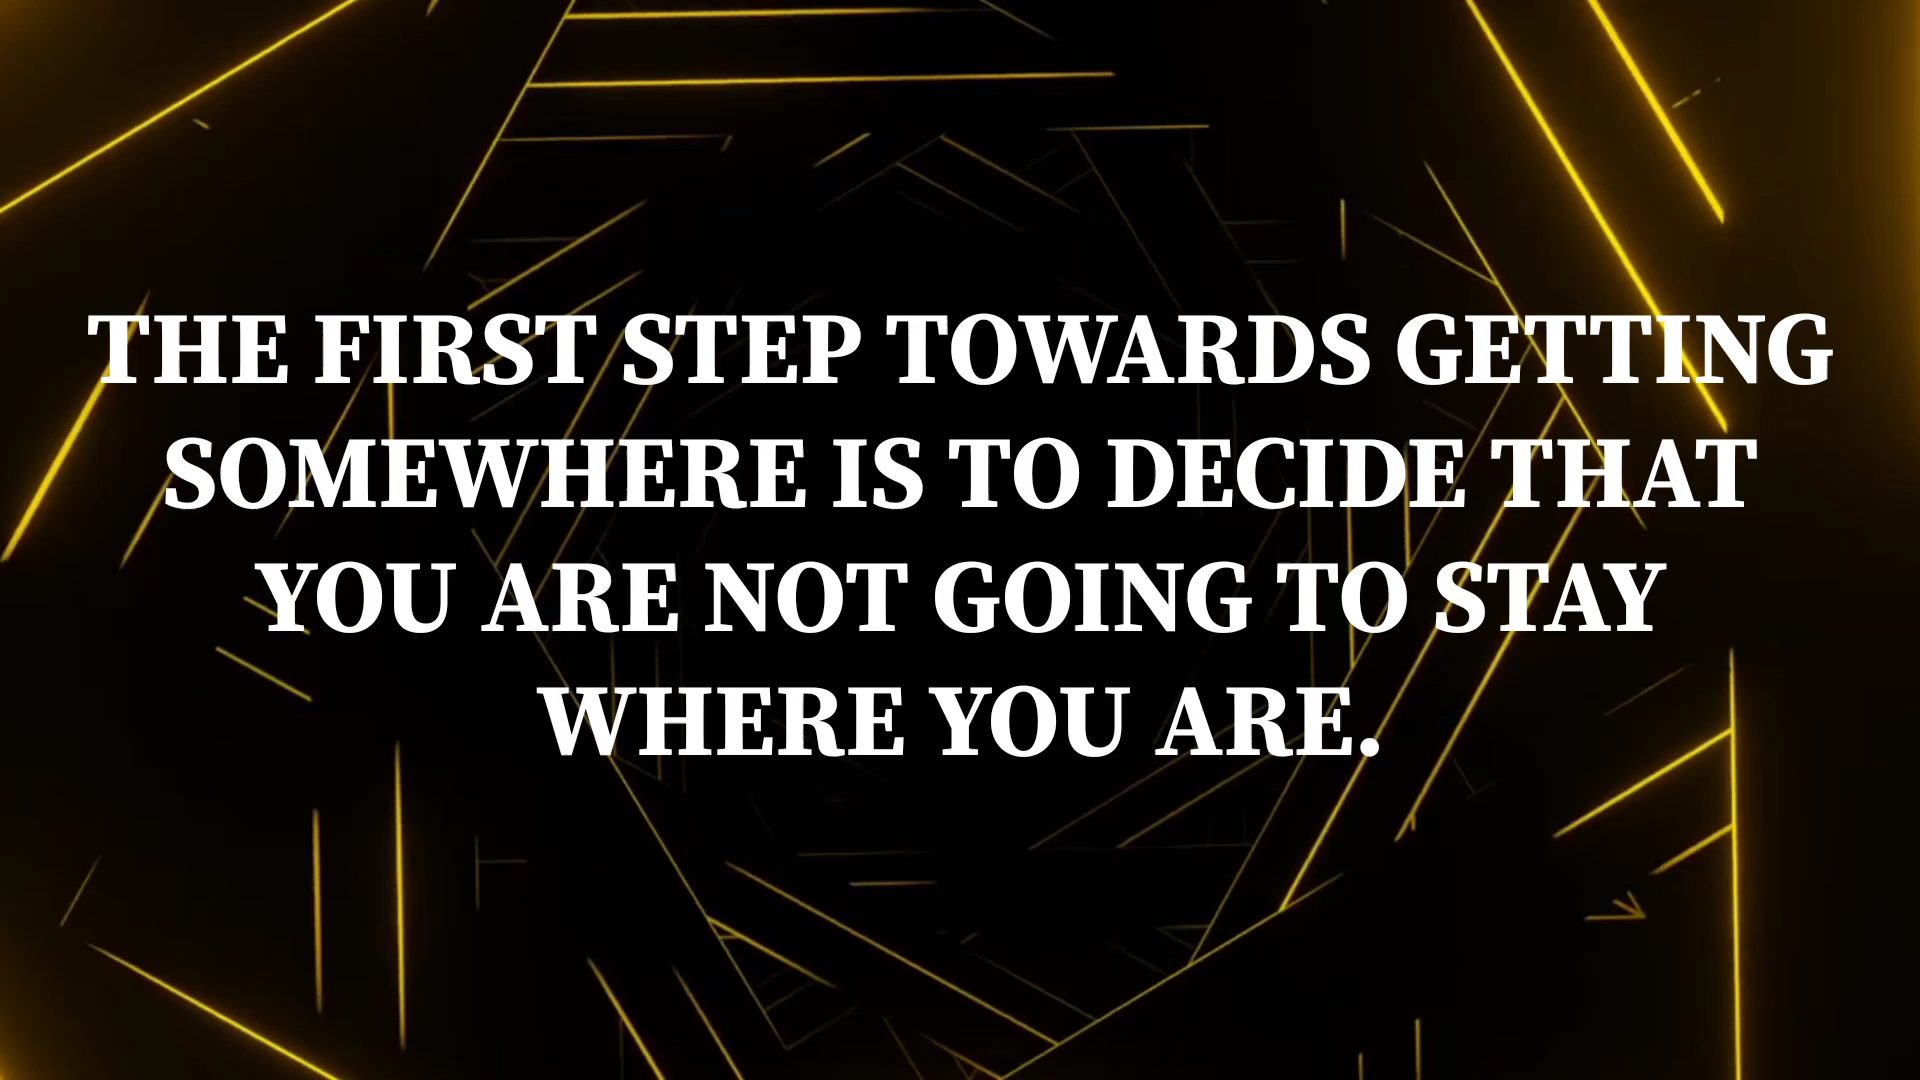 THE FIRST STEP TOWARDS GETTING
SOMEWHERE IS TO DECIDE THAT
YOU ARE NOT GOING TO STAY
WHERE YOU ARE.